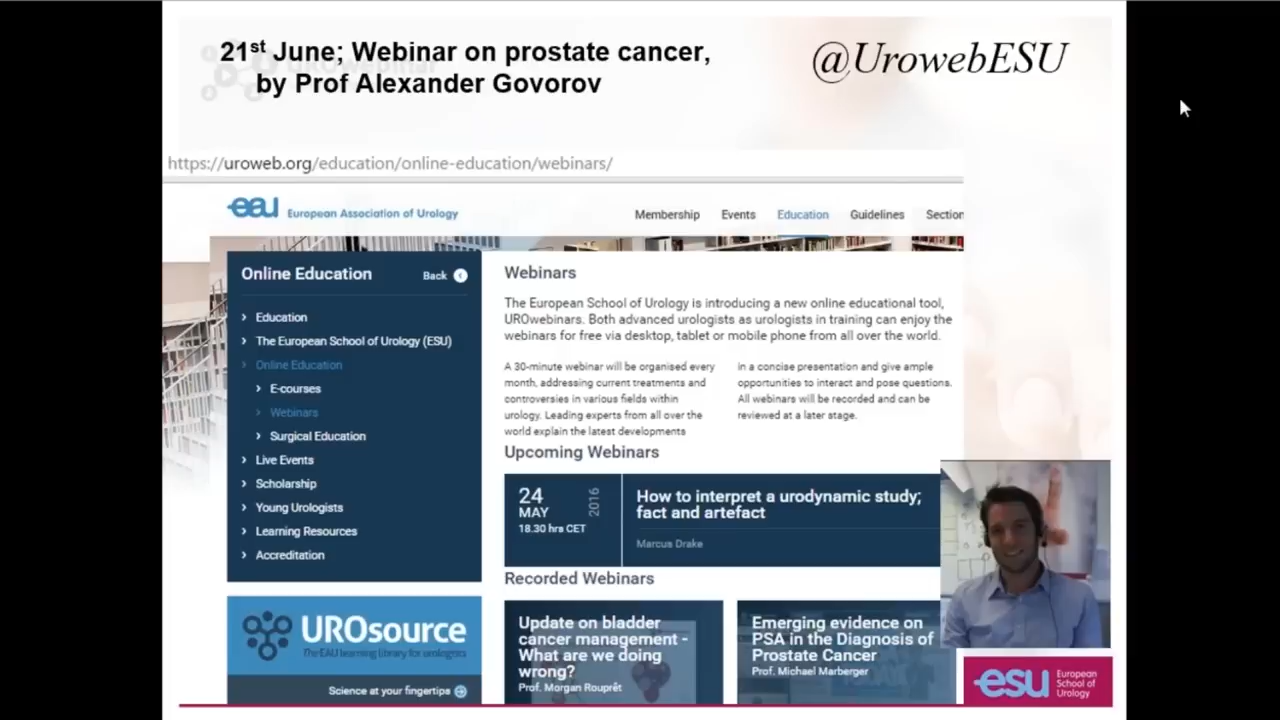 21st June; Webinar on prostate cancer,
by Prof Alexander Govorov
@UrowebESU
https://uroweb.org/education/online-education/webinars/
eau European Association of Urology
Membership Events Education Guidelines Section
Online Education Back
Education
The European School of Urology (ESU)
Online Education
E-courses
Webinars
Surgical Education
Live Events
Scholarship
Young Urologists
Learning Resources
Accreditation
UROsource
The EAU learning library for urologists
Science at your fingertips
Webinars
The European School of Urology is introducing a new online educational tool,
UROwebinars. Both advanced urologists as urologists in training can enjoy the
webinars for free via desktop, tablet or mobile phone from all over the world.
A 30-minute webinar will be organised every
month, addressing current treatments and
controversies in various fields within
urology. Leading experts from all over the
world explain the latest developments
in a concise presentation and give ample
opportunities to interact and pose questions.
All webinars will be recorded and can be
reviewed at a later stage.
Upcoming Webinars
24
MAY
2016
18.30 hrs CET
How to interpret a urodynamic study;
fact and artefact
Marcus Drake
Recorded Webinars
Update on bladder
cancer management -
What are we doing
wrong?
Prof. Morgan Rouprêt
Emerging evidence on
PSA in the Diagnosis of
Prostate Cancer
Prof. Michael Marberger
esu European
School of
Urology